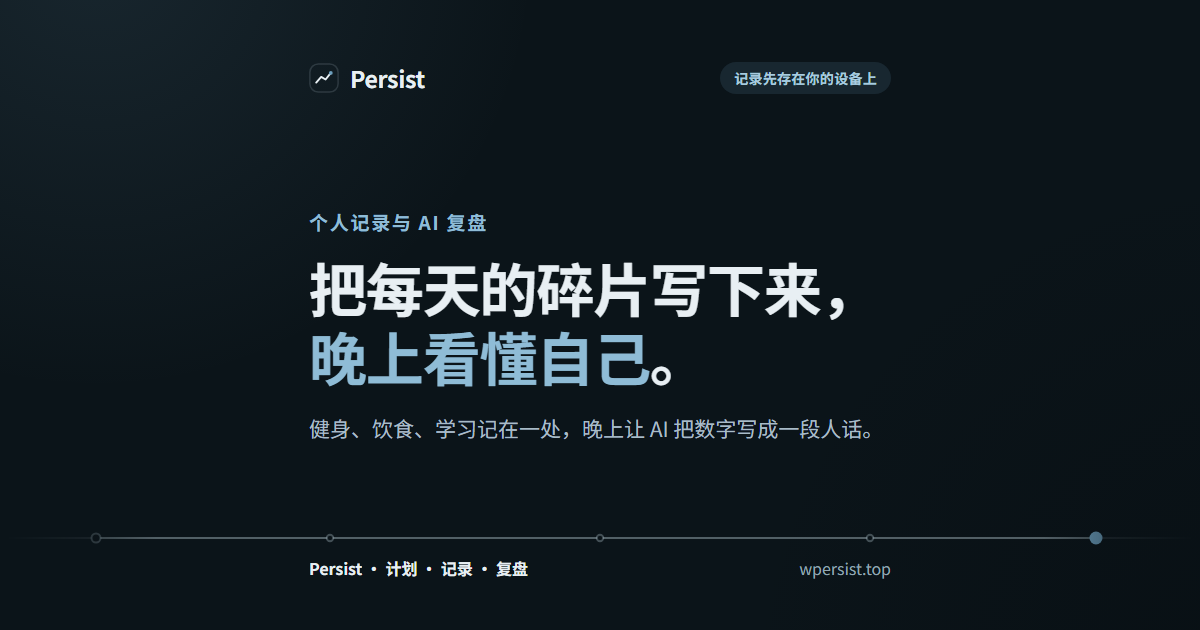 Persist
记录先存在你的设备上
个人记录与 AI 复盘
把每天的碎片写下来，
晚上看懂自己。
健身、饮食、学习记在一处，晚上让 AI 把数字写成一段人话。
Persist · 计划 · 记录 · 复盘
wpersist.top